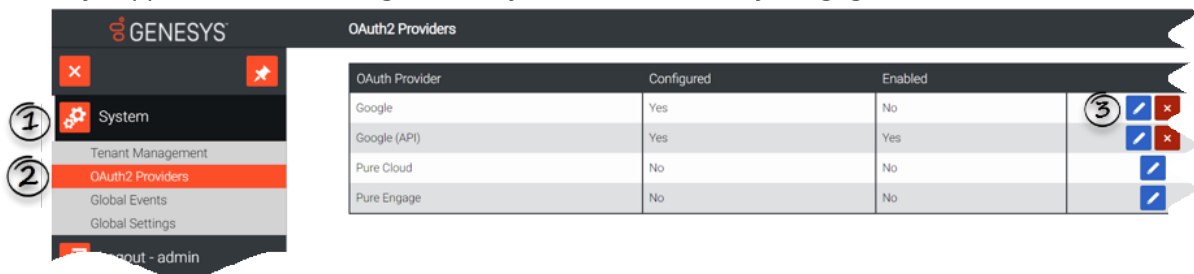 GENESYS
OAuth2 Providers
OAuth Provider Configured Enabled
1 System
Google Yes No 3
Google (API) Yes Yes
Tenant Management
2 OAuth2 Providers
Pure Cloud No No
Global Events
Pure Engage No No
Global Settings
- admin